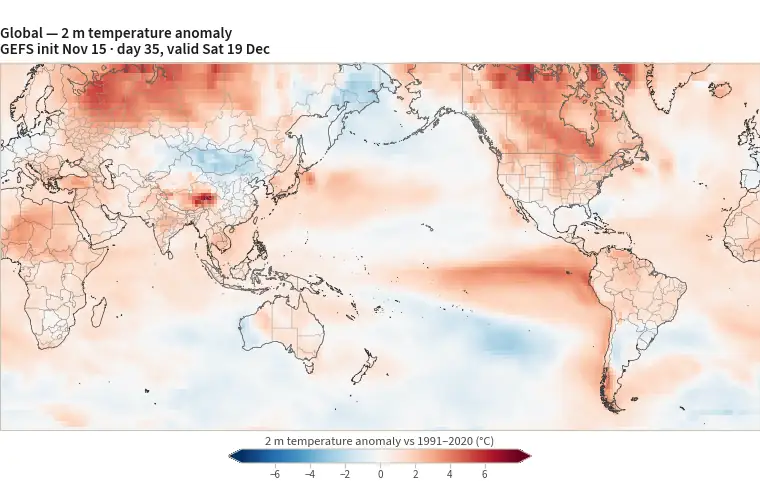 Global — 2 m temperature anomaly
GEFS init Nov 15 · day 35, valid Sat 19 Dec
2 m temperature anomaly vs 1991–2020 (°C)
−6 −4 −2 0 2 4 6